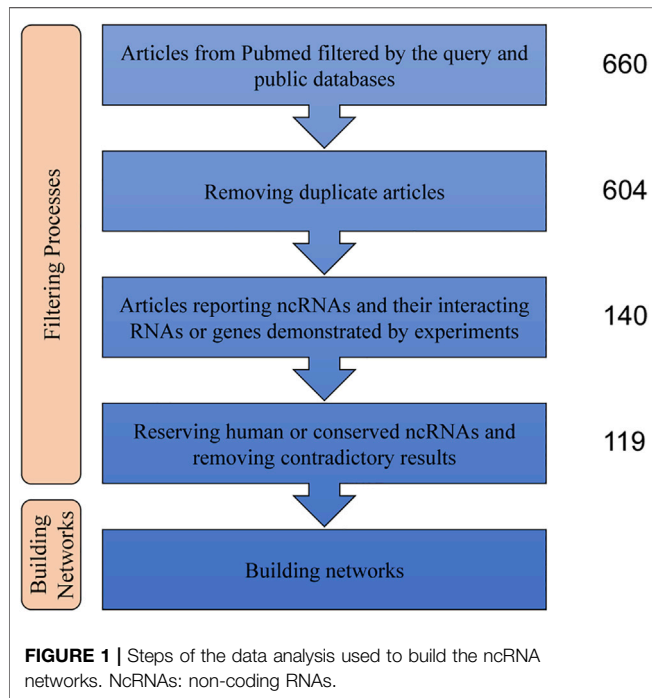 Filtering Processes
Articles from Pubmed filtered by the query and
public databases
660
Removing duplicate articles
604
Articles reporting ncRNAs and their interacting
RNAs or genes demonstrated by experiments
140
Reserving human or conserved ncRNAs and
removing contradictory results
119
Building
Networks
Building networks
FIGURE 1 | Steps of the data analysis used to build the ncRNA
networks. NcRNAs: non-coding RNAs.